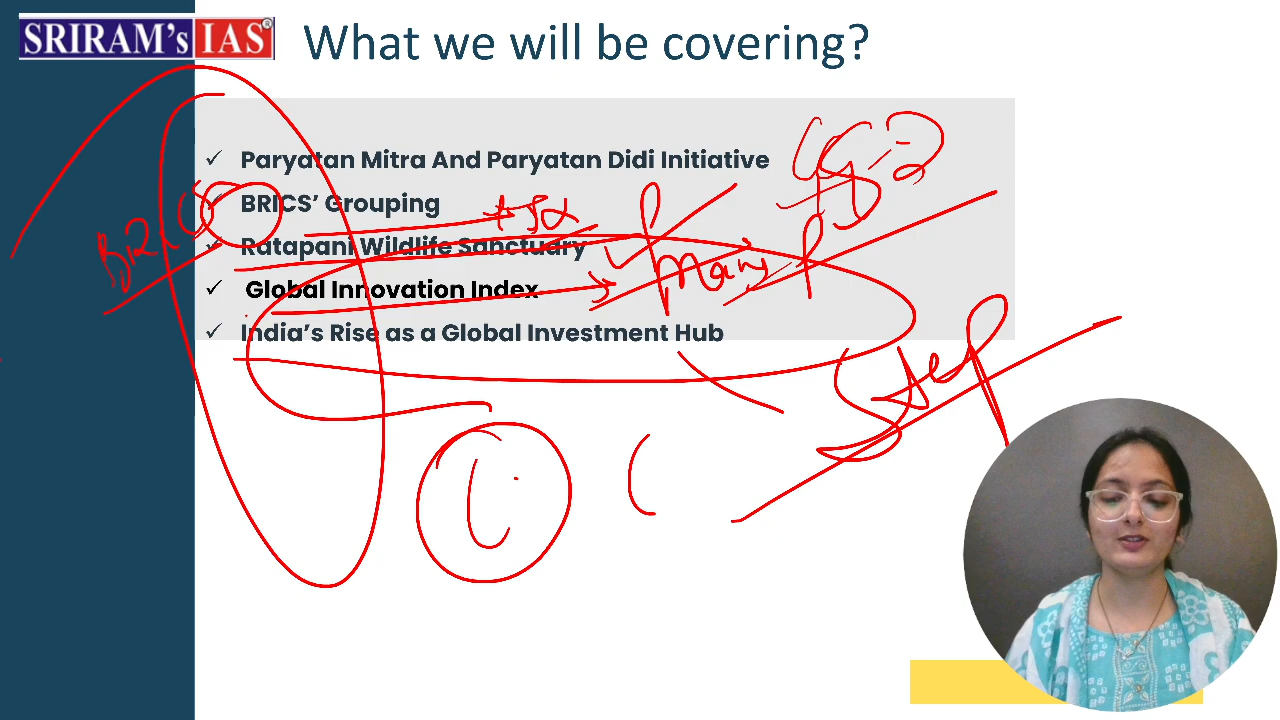 SRIRAM's IAS®
What we will be covering?
✓ Paryatan Mitra And Paryatan Didi Initiative
✓ BRICS' Grouping
✓ Ratapani Wildlife Sanctuary
✓ Global Innovation Index
✓ India's Rise as a Global Investment Hub
Mains